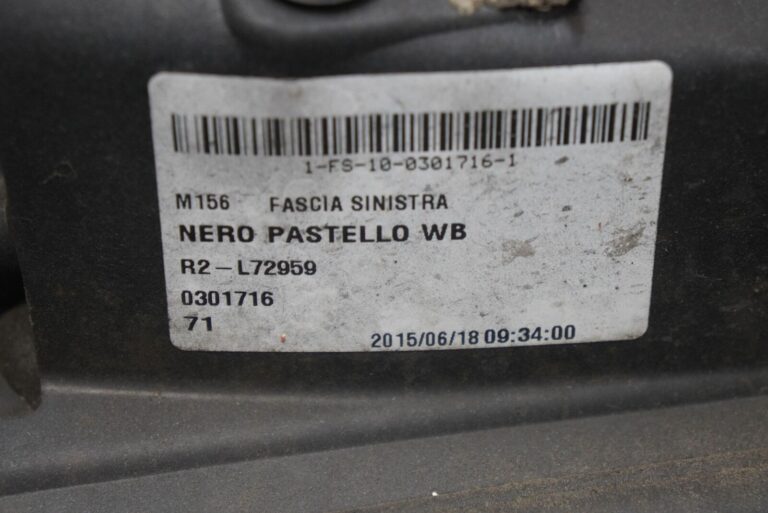 1-FS-10-0301716-1
M156 FASCIA SINISTRA
NERO PASTELLO WB
R2-L72959
0301716
71
2015/06/18 09:34:00